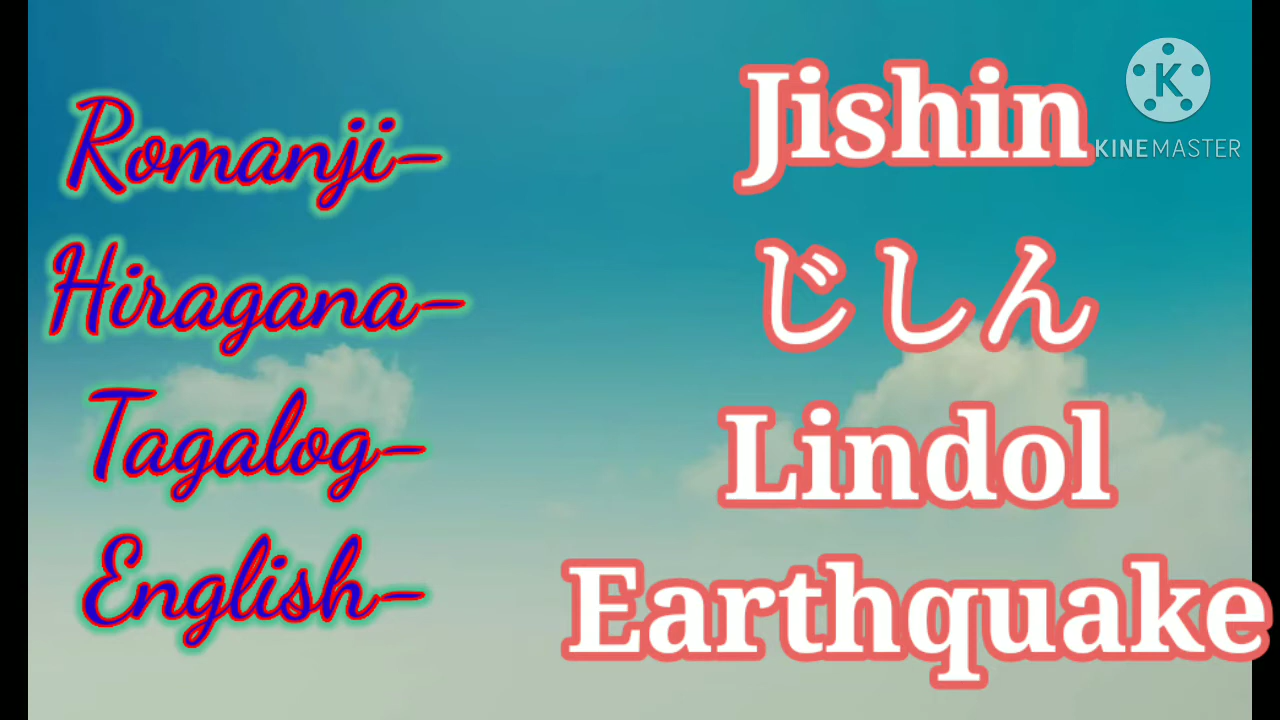 Romanji- Jishin
KINEMASTER
Hiragana- じしん
Tagalog- Lindol
English- Earthquake